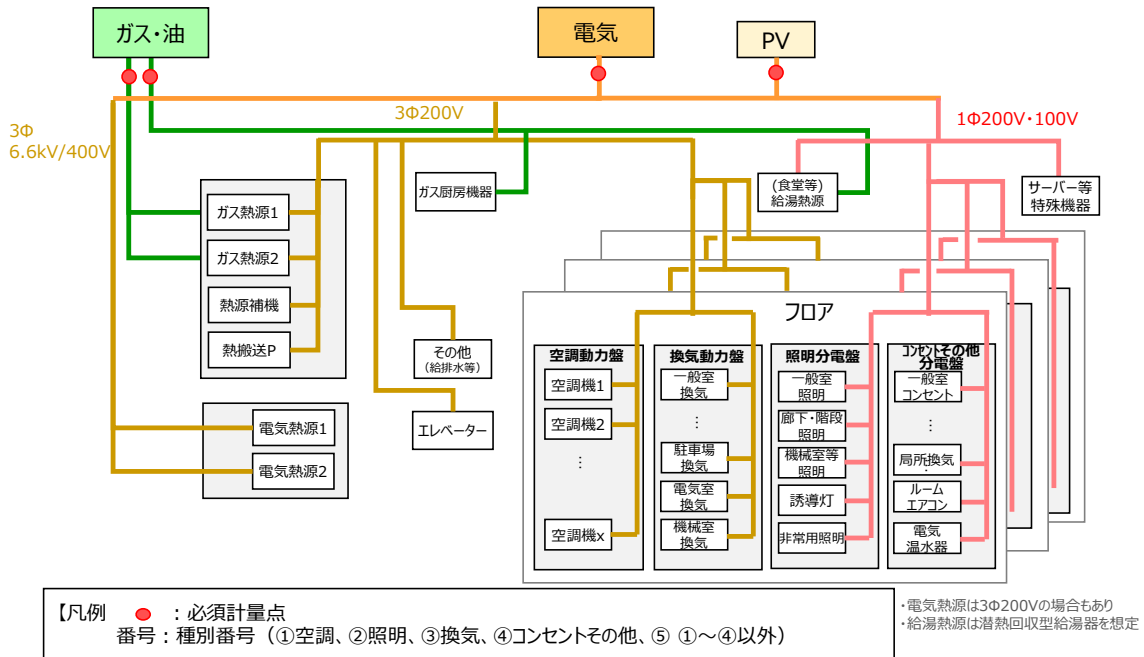 ガス・油
電気
PV
3Φ
6.6kV/400V
3Φ200V
1Φ200V・100V
ガス熱源1
ガス熱源2
熱源補機
熱搬送P
電気熱源1
電気熱源2
ガス厨房機器
その他
(給排水等)
エレベーター
(食堂等)
給湯熱源
サーバー等
特殊機器
フロア
空調動力盤
空調機1
空調機2
…
空調機x
換気動力盤
一般室
換気
…
駐車場
換気
電気室
換気
機械室
換気
照明分電盤
一般室
照明
廊下・階段
照明
機械室等
照明
誘導灯
非常用照明
コンセントその他
分電盤
一般室
コンセント
…
局所換気
ルーム
エアコン
電気
温水器
【凡例
：必須計量点
番号：種別番号（①空調、②照明、③換気、④コンセントその他、⑤ ①～④以外）
・電気熱源は3Φ200Vの場合もあり
・給湯熱源は潜熱回収型給湯器を想定